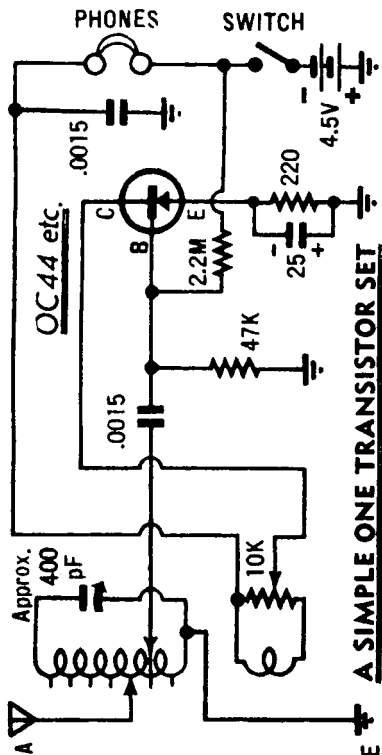 PHONES
SWITCH
.0015
OC44 etc.
C
B
E
2.2M
- 4.5V +
220
- 25 +
47K
.0015
Approx.
400
pF
A
10K
E
A SIMPLE ONE TRANSISTOR SET